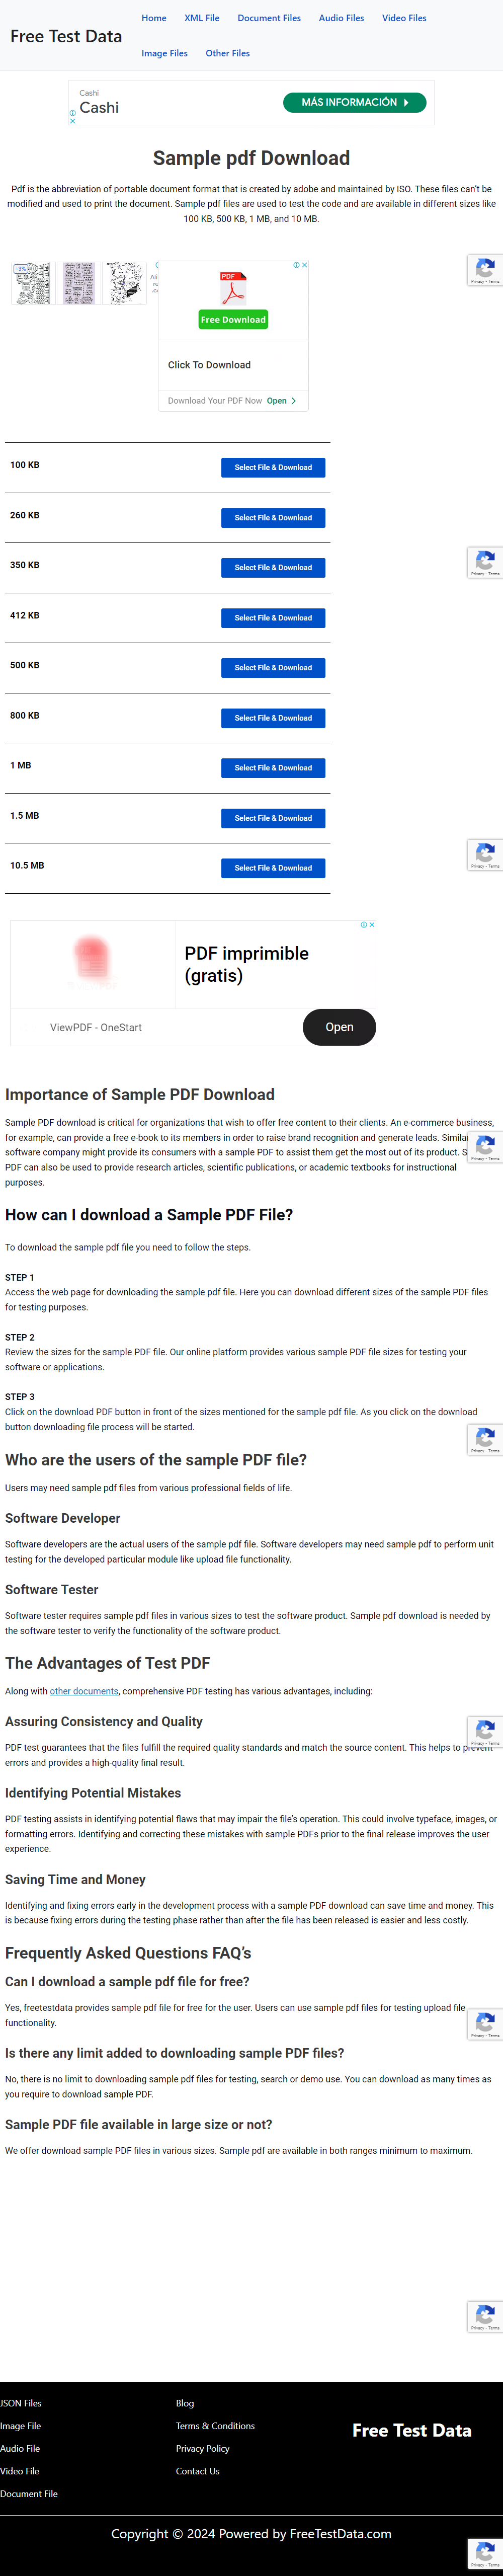 Free Test Data
Home XML File Document Files Audio Files Video Files
Image Files Other Files
Cashi
Cashi
MÁS INFORMACIÓN
Sample pdf Download
Pdf is the abbreviation of portable document format that is created by adobe and maintained by ISO. These files can't be
modified and used to print the document. Sample pdf files are used to test the code and are available in different sizes like
100 KB, 500 KB, 1 MB, and 10 MB.
-3%
PDF
Free Download
Click To Download
Download Your PDF Now Open
Privacy - Terms
100 KB Select File & Download
260 KB Select File & Download
350 KB Select File & Download
Privacy - Terms
412 KB Select File & Download
500 KB Select File & Download
800 KB Select File & Download
1 MB Select File & Download
1.5 MB Select File & Download
10.5 MB Select File & Download
Privacy - Terms
PDF imprimible
(gratis)
ViewPDF - OneStart Open
Importance of Sample PDF Download
Sample PDF download is critical for organizations that wish to offer free content to their clients. An e-commerce business,
for example, can provide a free e-book to its members in order to raise brand recognition and generate leads. Simila
software company might provide its consumers with a sample PDF to assist them get the most out of its product. S
PDF can also be used to provide research articles, scientific publications, or academic textbooks for instructional
purposes.
Privacy - Terms
How can I download a Sample PDF File?
To download the sample pdf file you need to follow the steps.
STEP 1
Access the web page for downloading the sample pdf file. Here you can download different sizes of the sample PDF files
for testing purposes.
STEP 2
Review the sizes for the sample PDF file. Our online platform provides various sample PDF file sizes for testing your
software or applications.
STEP 3
Click on the download PDF button in front of the sizes mentioned for the sample pdf file. As you click on the download
button downloading file process will be started.
Privacy - Terms
Who are the users of the sample PDF file?
Users may need sample pdf files from various professional fields of life.
Software Developer
Software developers are the actual users of the sample pdf file. Software developers may need sample pdf to perform unit
testing for the developed particular module like upload file functionality.
Software Tester
Software tester requires sample pdf files in various sizes to test the software product. Sample pdf download is needed by
the software tester to verify the functionality of the software product.
The Advantages of Test PDF
Along with other documents, comprehensive PDF testing has various advantages, including:
Assuring Consistency and Quality
PDF test guarantees that the files fulfill the required quality standards and match the source content. This helps to prevent
errors and provides a high-quality final result.
Privacy - Terms
Identifying Potential Mistakes
PDF testing assists in identifying potential flaws that may impair the file's operation. This could involve typeface, images, or
formatting errors. Identifying and correcting these mistakes with sample PDFs prior to the final release improves the user
experience.
Saving Time and Money
Identifying and fixing errors early in the development process with a sample PDF download can save time and money. This
is because fixing errors during the testing phase rather than after the file has been released is easier and less costly.
Frequently Asked Questions FAQ's
Can I download a sample pdf file for free?
Yes, freetestdata provides sample pdf file for free for the user. Users can use sample pdf files for testing upload file
functionality.
Privacy - Terms
Is there any limit added to downloading sample PDF files?
No, there is no limit to downloading sample pdf files for testing, search or demo use. You can download as many times as
you require to download sample PDF.
Sample PDF file available in large size or not?
We offer download sample PDF files in various sizes. Sample pdf are available in both ranges minimum to maximum.
Privacy - Terms
JSON Files
Image File
Audio File
Video File
Document File
Blog
Terms & Conditions
Privacy Policy
Contact Us
Free Test Data
Copyright © 2024 Powered by FreeTestData.com
Privacy - Terms